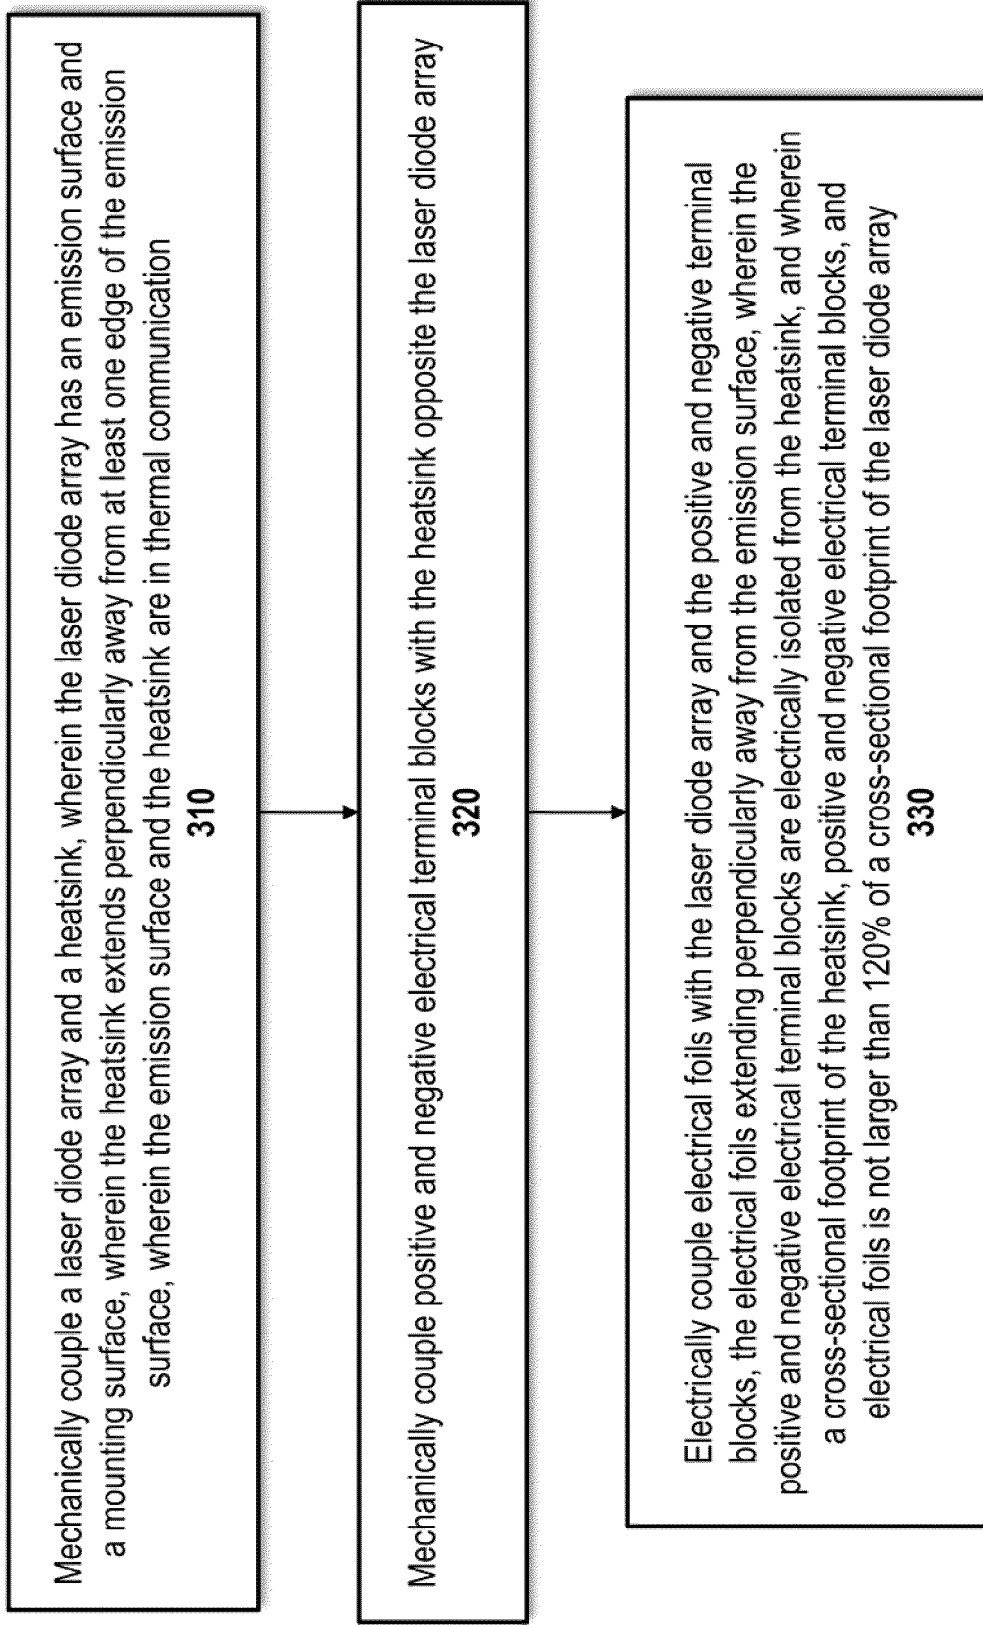 Mechanically couple a laser diode array and a heatsink, wherein the laser diode array has an emission surface and
a mounting surface, wherein the heatsink extends perpendicularly away from at least one edge of the emission
surface, wherein the emission surface and the heatsink are in thermal communication
310
Mechanically couple positive and negative electrical terminal blocks with the heatsink opposite the laser diode array
320
Electrically couple electrical foils with the laser diode array and the positive and negative terminal
blocks, the electrical foils extending perpendicularly away from the emission surface, wherein the
positive and negative electrical terminal blocks are electrically isolated from the heatsink, and wherein
a cross-sectional footprint of the heatsink, positive and negative electrical terminal blocks, and
electrical foils is not larger than 120% of a cross-sectional footprint of the laser diode array
330